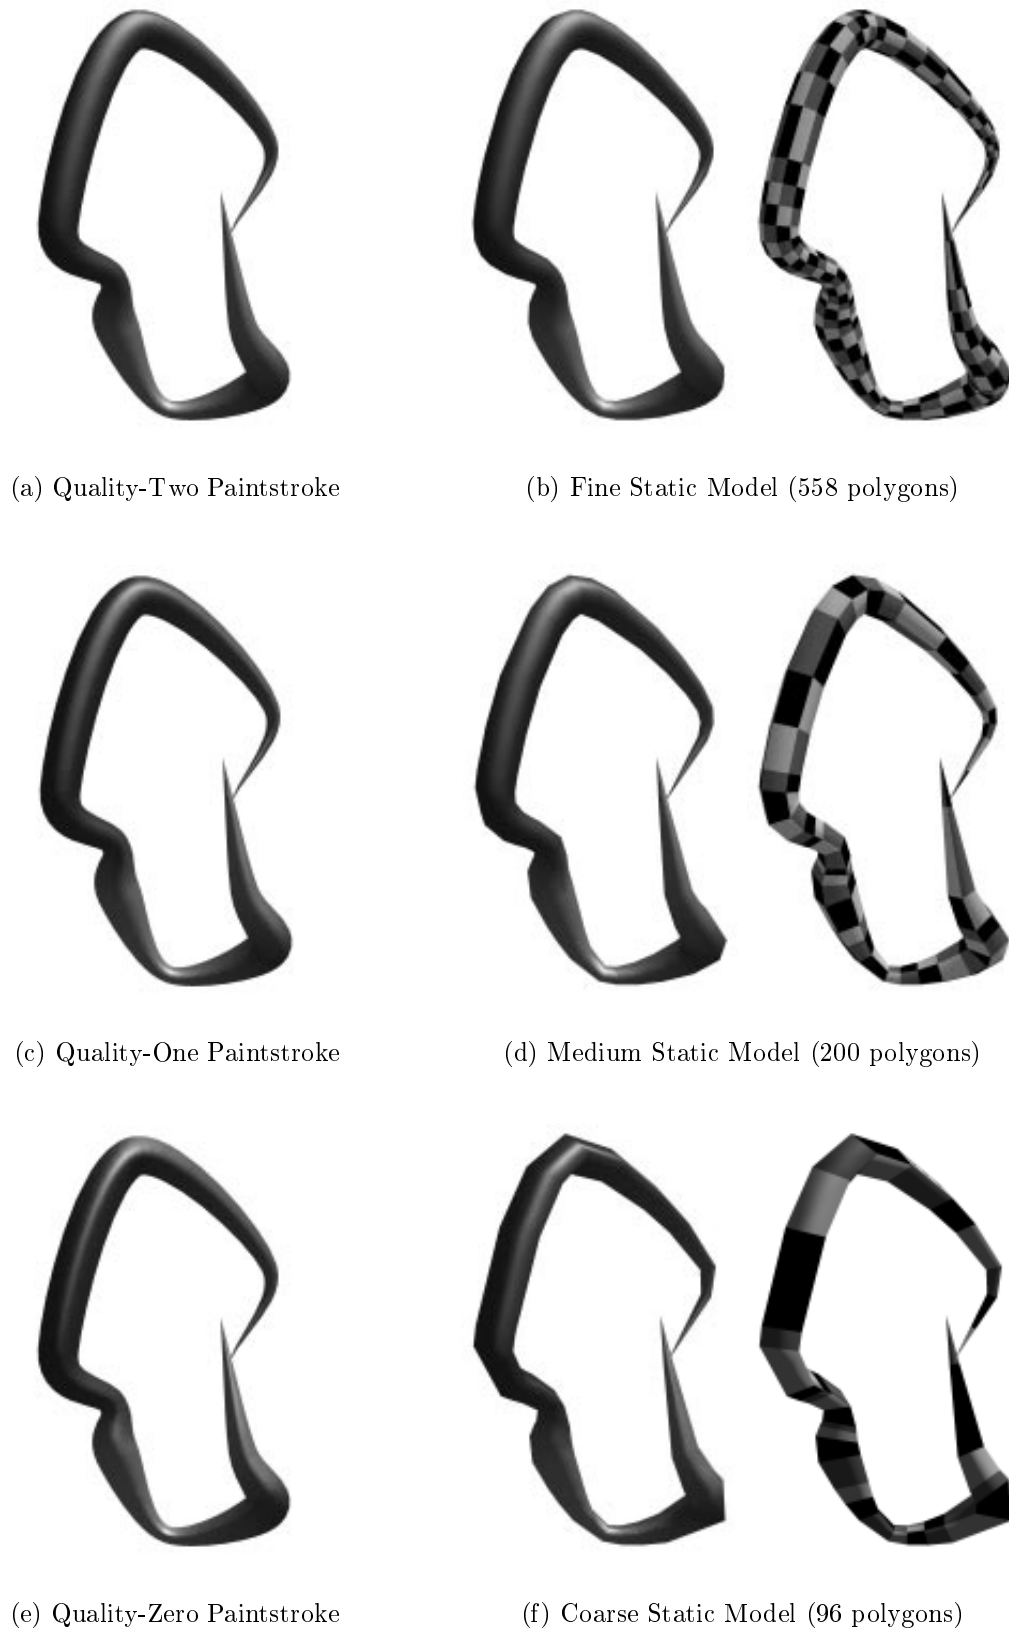 (a) Quality-Two Paintstroke
(b) Fine Static Model (558 polygons)
(c) Quality-One Paintstroke
(d) Medium Static Model (200 polygons)
(e) Quality-Zero Paintstroke
(f) Coarse Static Model (96 polygons)